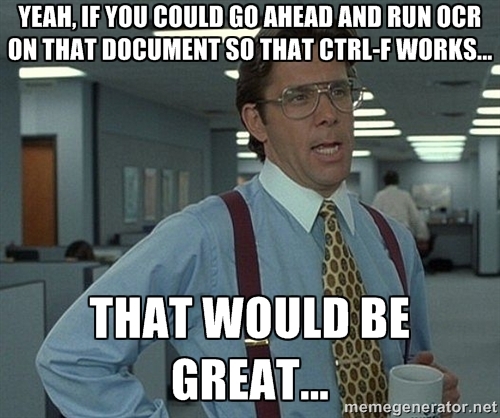 YEAH, IF YOU COULD GO AHEAD AND RUN OCR
ON THAT DOCUMENT SO THAT CTRL-F WORKS...
THAT WOULD BE
GREAT...
memegenerator.net